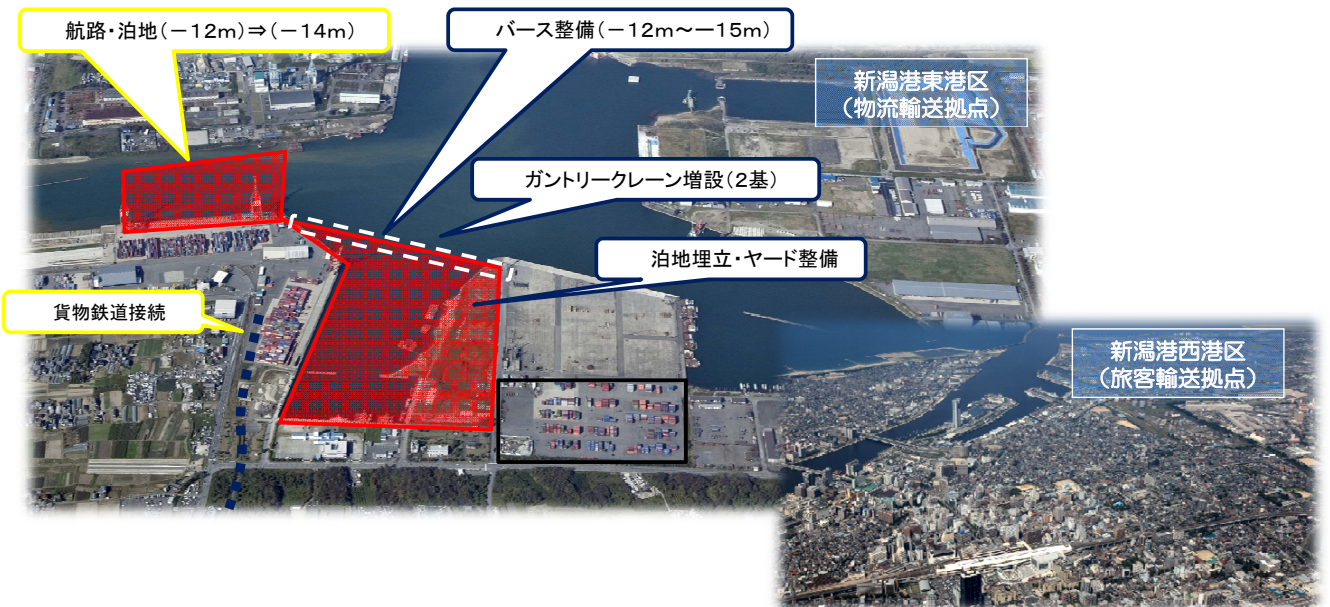 航路・泊地(－12m)⇒(－14m)
バース整備(－12m～－15m)
新潟港東港区
(物流輸送拠点)
ガントリークレーン増設(2基)
泊地埋立・ヤード整備
貨物鉄道接続
新潟港西港区
(旅客輸送拠点)